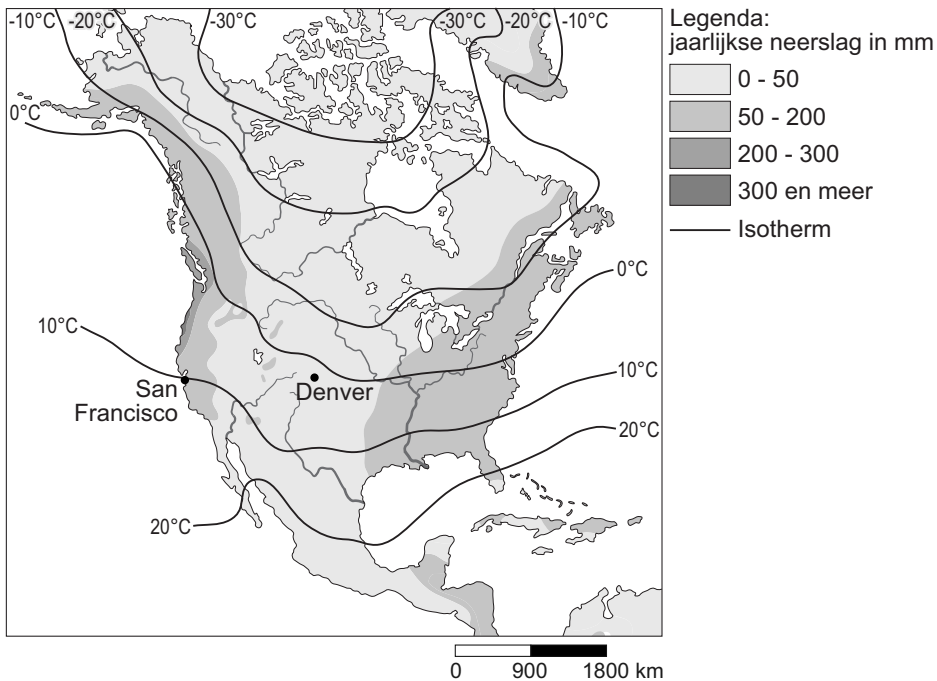 -10°C -20°C -30°C -30°C -20°C -10°C
0°C
0°C
10°C
10°C
20°C
20°C
San
Francisco
Denver
Legenda:
jaarlijkse neerslag in mm
0 - 50
50 - 200
200 - 300
300 en meer
Isotherm
0 900 1800 km